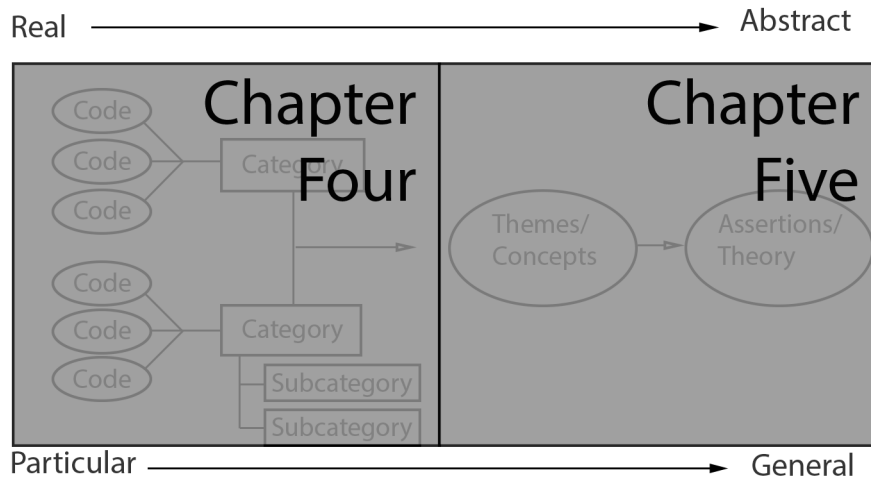 Real Abstract
Chapter
Four
Chapter
Five
Code
Code
Code
Category
Code
Code
Code
Category
Subcategory
Subcategory
Themes/
Concepts
Assertions/
Theory
Particular General